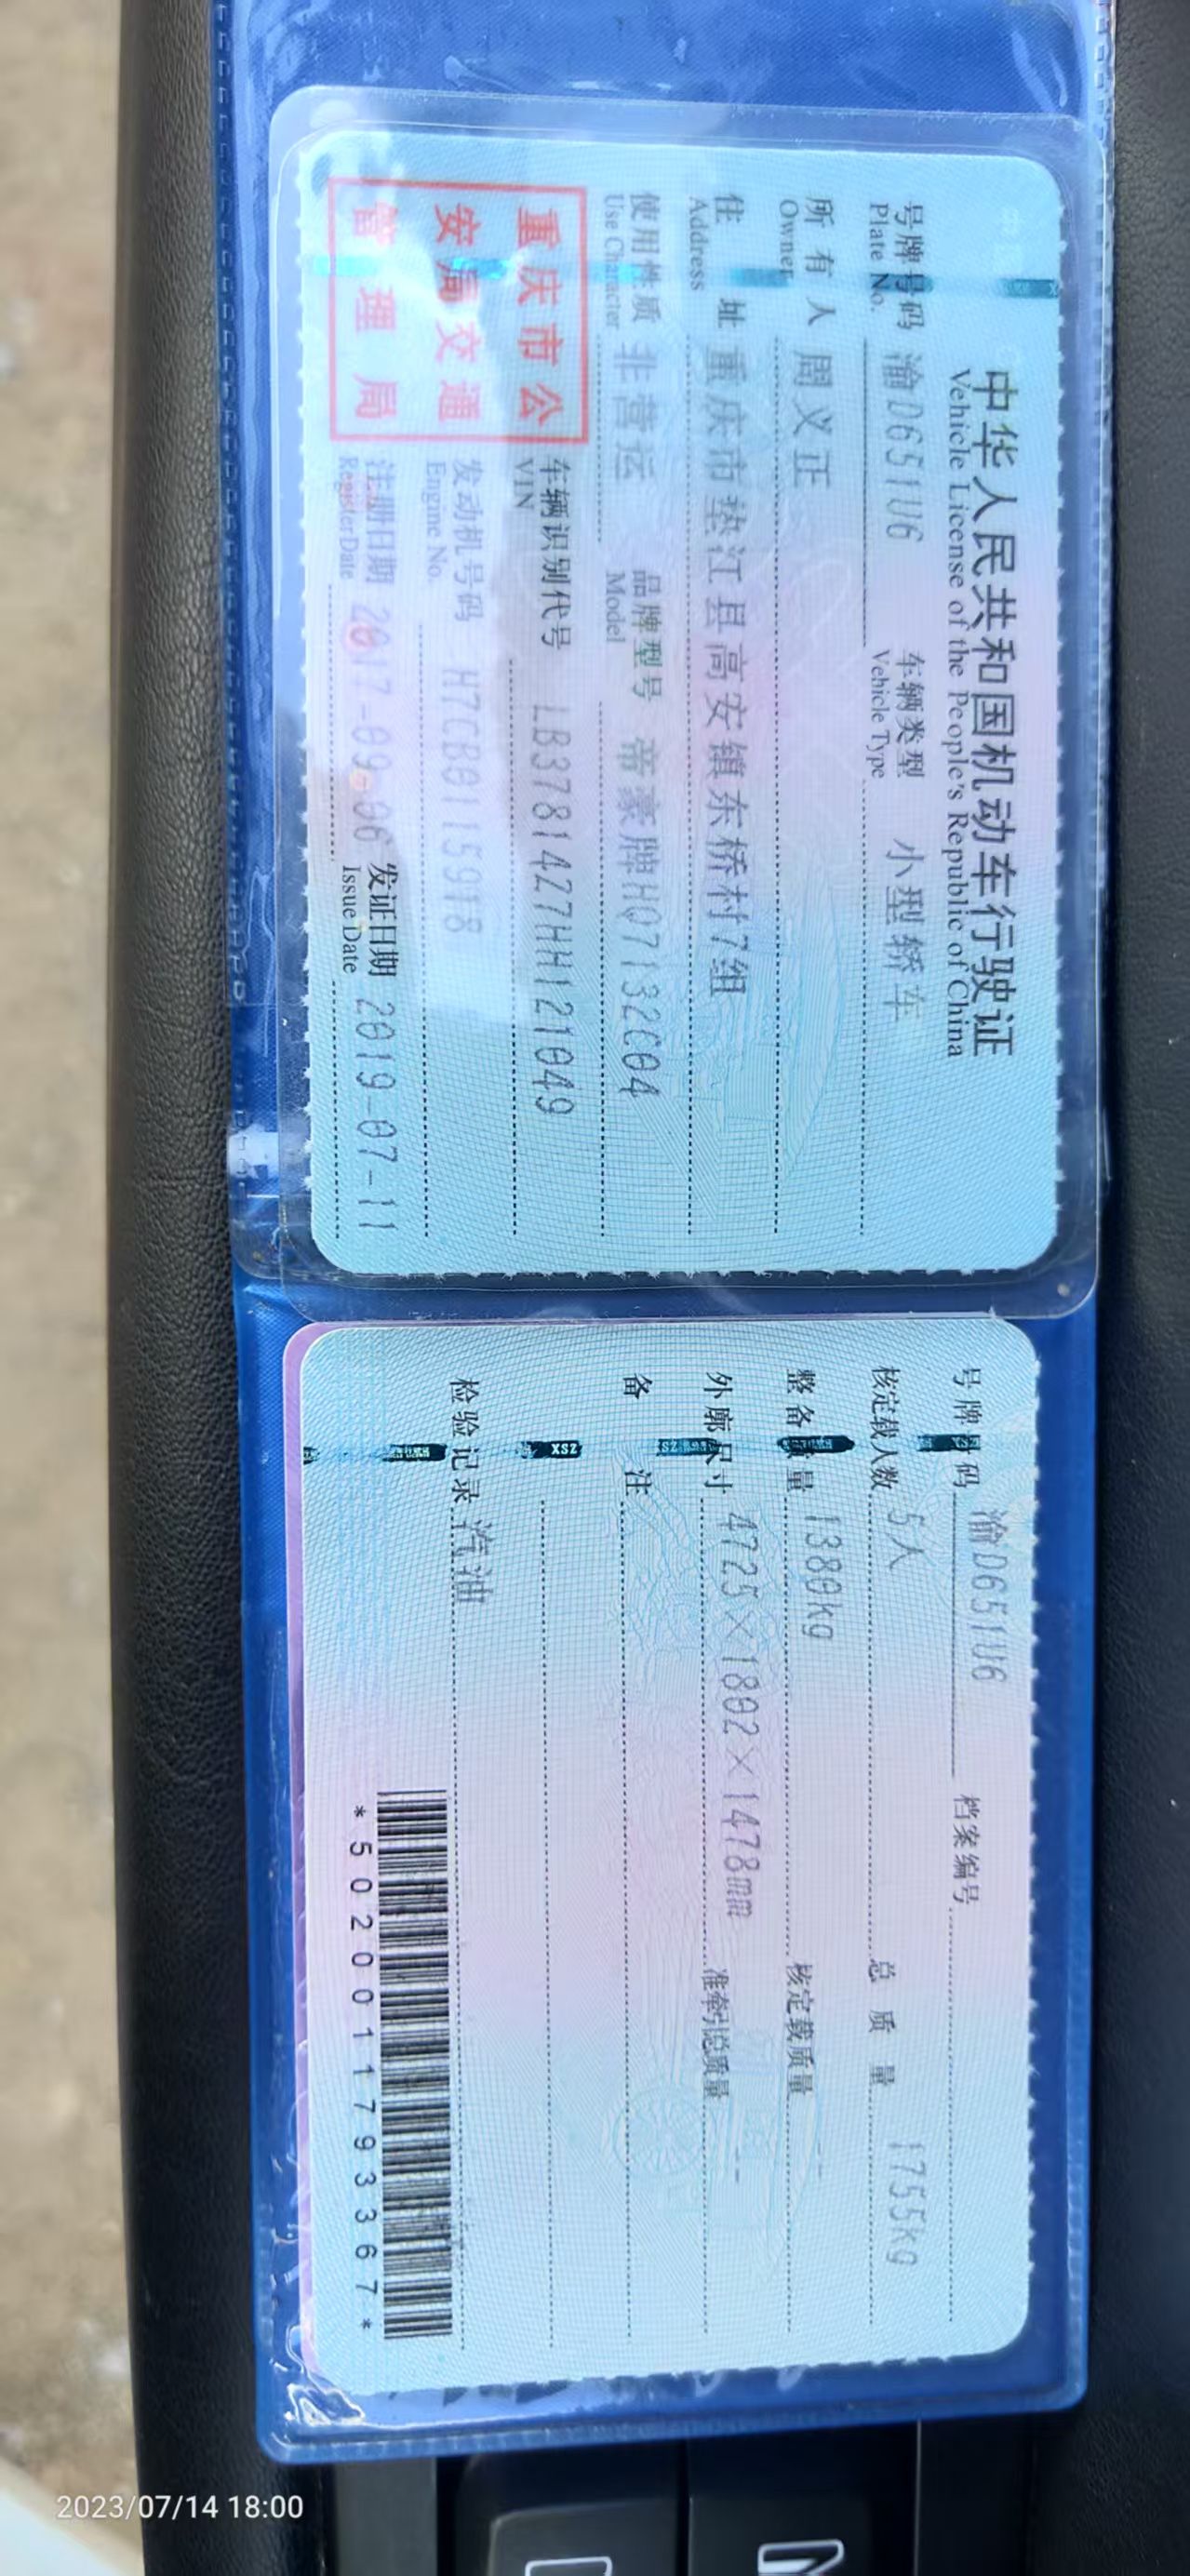 中华人民共和国机动车行驶证
Vehicle License of the People's Republic of China
号牌号码 渝D651U6 车辆类型 小型轿车
Plate No. Vehicle Type
所有人 周义正
Owner
住址 重庆市垫江县高安镇东桥村7组
Address
使用性质 非营运 品牌型号 帝豪牌HQ7132C04
Use Character Model
重庆市公
安局交通
管理局
车辆识别代号 LB37814Z7HH121049
VIN
发动机号码 H7CB0115918
Engine No.
注册日期 2017-09-06 发证日期 2019-07-11
Register Date Issue Date
号牌号码 渝D651U6 档案编号
核定载人数 5人 总质量 1755kg
整备质量 1380kg 核定载质量 --
外廓尺寸 4725×1802×1478mm 准牵引总质量 --
备注
检验记录 汽油
*5020011793367*
2023/07/14 18:00